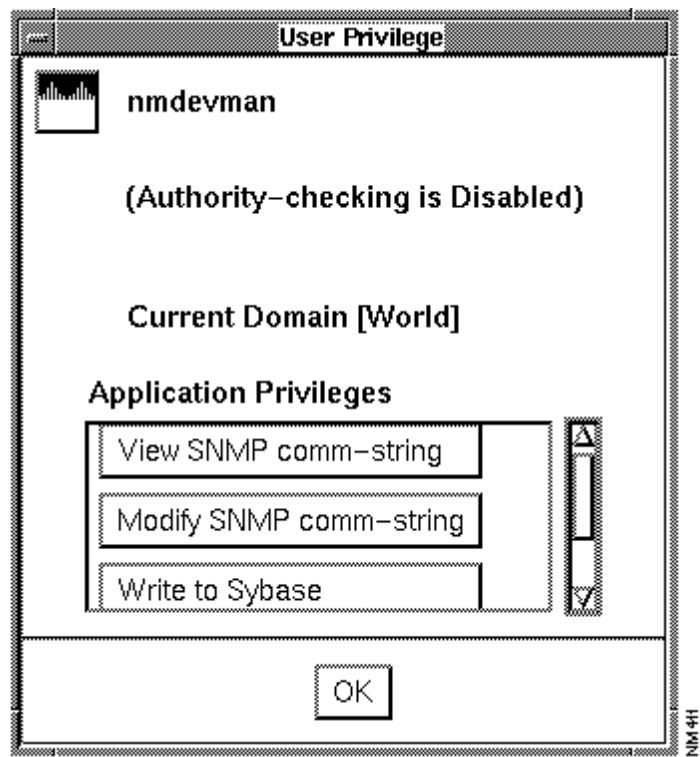 User Privilege
nmdevman
(Authority-checking is Disabled)
Current Domain [World]
Application Privileges
View SNMP comm-string
Modify SNMP comm-string
Write to Sybase
OK
NM4H